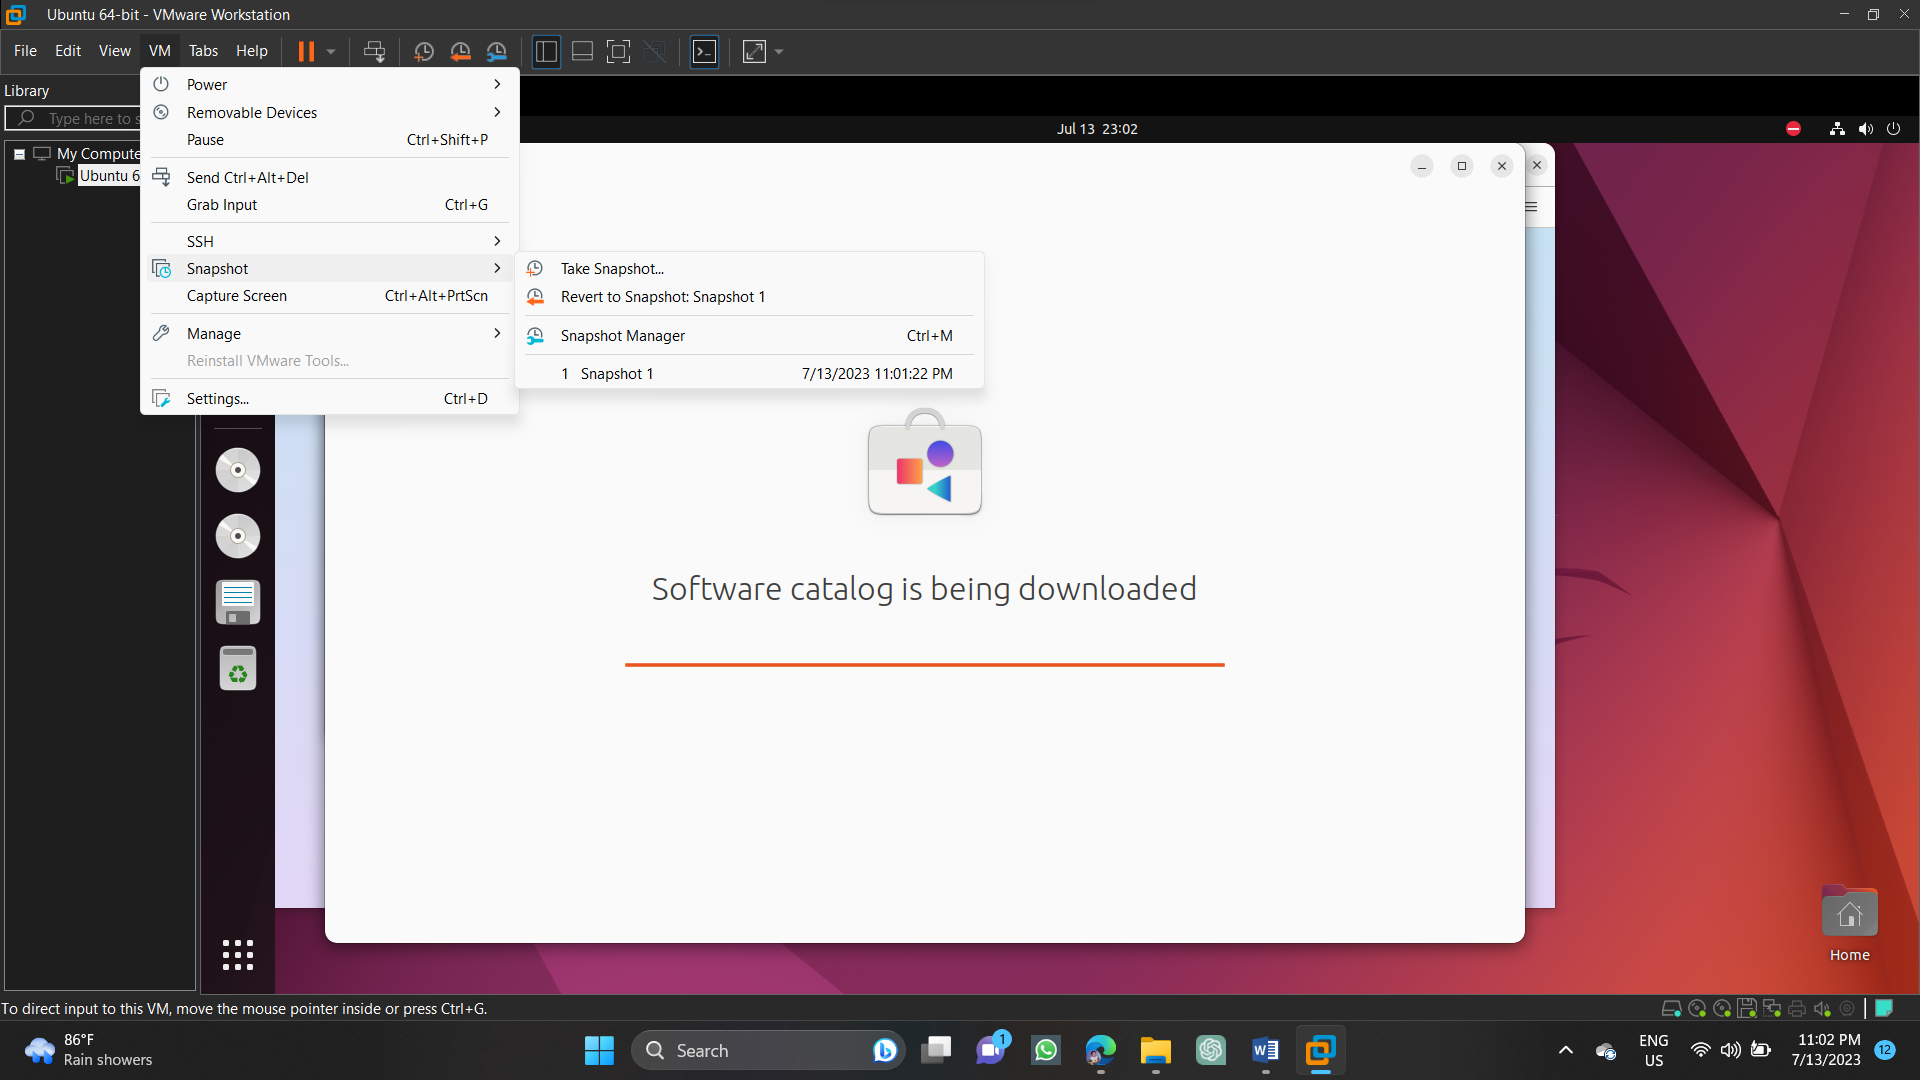 Ubuntu 64-bit - VMware Workstation
File Edit View VM Tabs Help
Library
Type here to s
My Compute
Ubuntu 6
Power
Removable Devices
Pause Ctrl+Shift+P
Send Ctrl+Alt+Del
Grab Input Ctrl+G
SSH
Snapshot
Capture Screen Ctrl+Alt+PrtScn
Manage
Reinstall VMware Tools...
Settings... Ctrl+D
Take Snapshot...
Revert to Snapshot: Snapshot 1
Snapshot Manager Ctrl+M
1 Snapshot 1 7/13/2023 11:01:22 PM
Jul 13 23:02
Software catalog is being downloaded
Home
To direct input to this VM, move the mouse pointer inside or press Ctrl+G.
86°F
Rain showers
Search
1
ENG
US
11:02 PM
7/13/2023
12